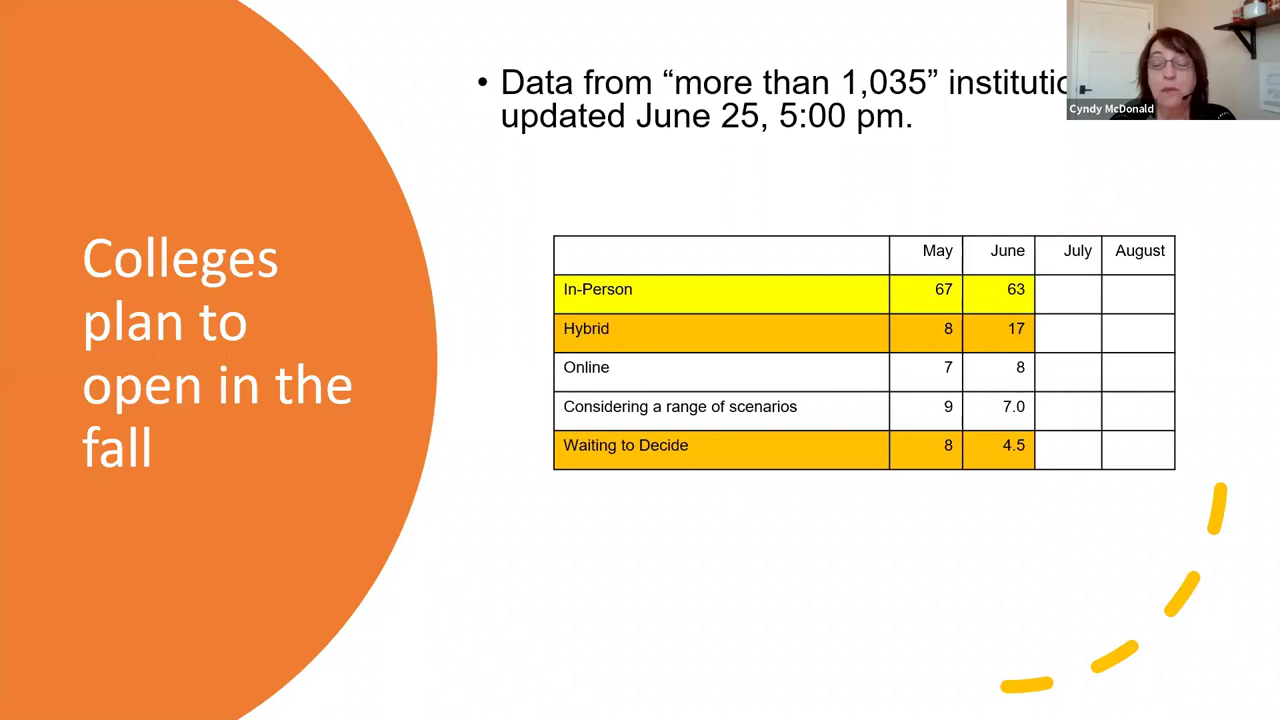 Colleges
plan to
open in the
fall
• Data from “more than 1,035”
updated June 25, 5:00 pm.
Cyndy McDonald
May June July August
In-Person 67 63
Hybrid 8 17
Online 7 8
Considering a range of scenarios 9 7.0
Waiting to Decide 8 4.5